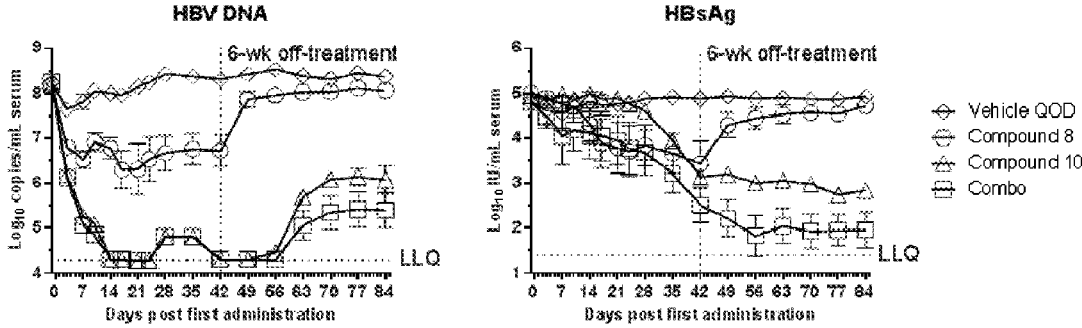 HBV DNA
HBsAg
6-wk off-treatment
6-wk off-treatment
Log10 copies/mL serum
9
8
7
6
5
4
LLQ
0 7 14 21 28 35 42 49 56 63 70 77 84
Days post first administration
Log10 IU/mL serum
6
5
4
3
2
1
LLQ
0 7 14 21 28 35 42 49 56 63 70 77 84
Days post first administration
Vehicle QOD
Compound 8
Compound 10
Combo